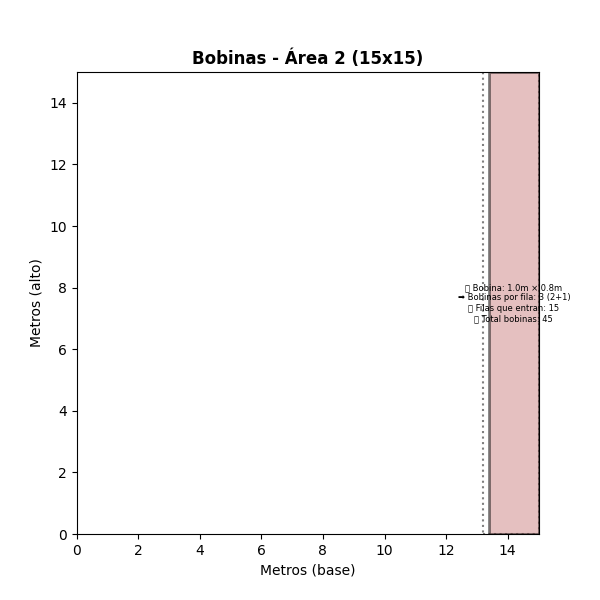 Bobinas - Área 2 (15x15)
Metros (alto)
14
12
10
8
6
4
2
0
▯ Bobina: 1.0m × 0.8m
➡ Bobinas por fila: 3 (2+1)
▯ Filas que entran: 15
▯ Total bobinas: 45
0 2 4 6 8 10 12 14
Metros (base)